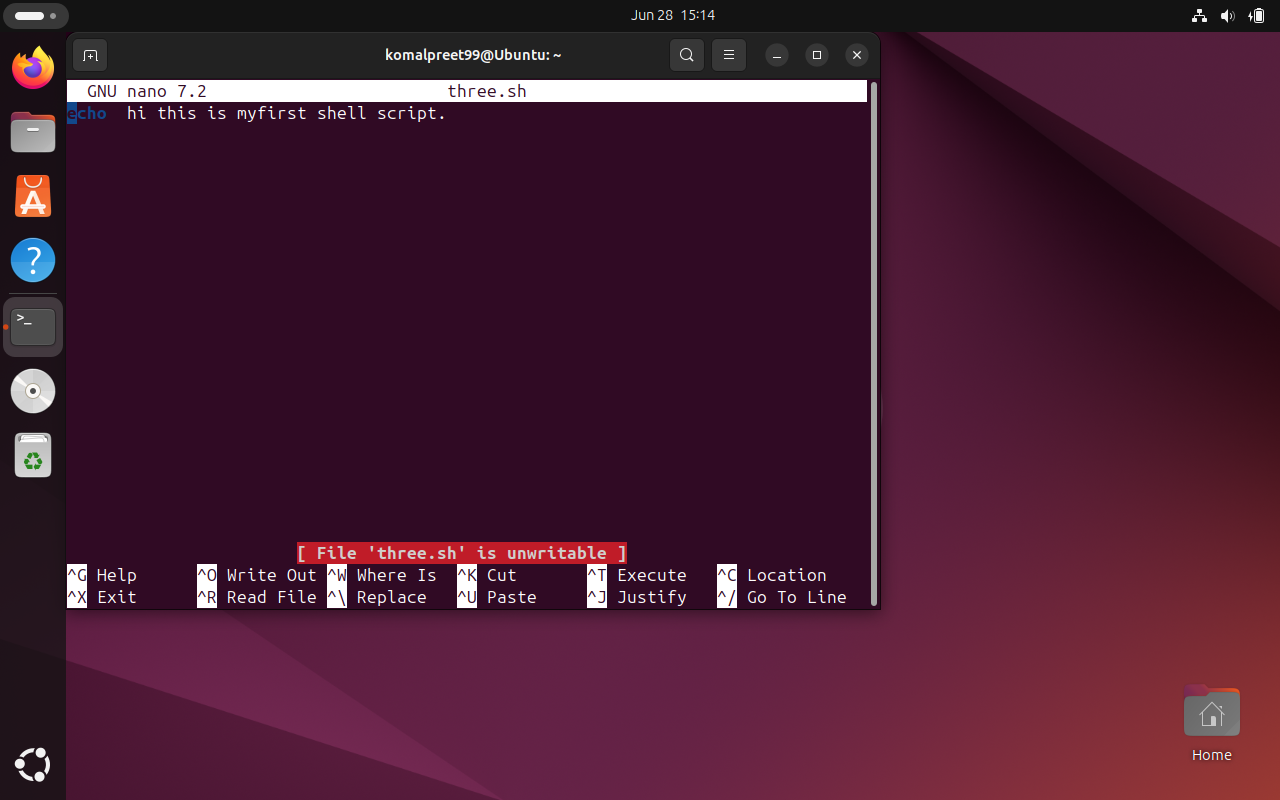 Jun 28 15:14
komalpreet99@Ubuntu: ~
GNU nano 7.2 three.sh
echo hi this is myfirst shell script.
[ File 'three.sh' is unwritable ]
^G Help ^O Write Out ^W Where Is ^K Cut ^T Execute ^C Location
^X Exit ^R Read File ^\ Replace ^U Paste ^J Justify ^/ Go To Line
Home